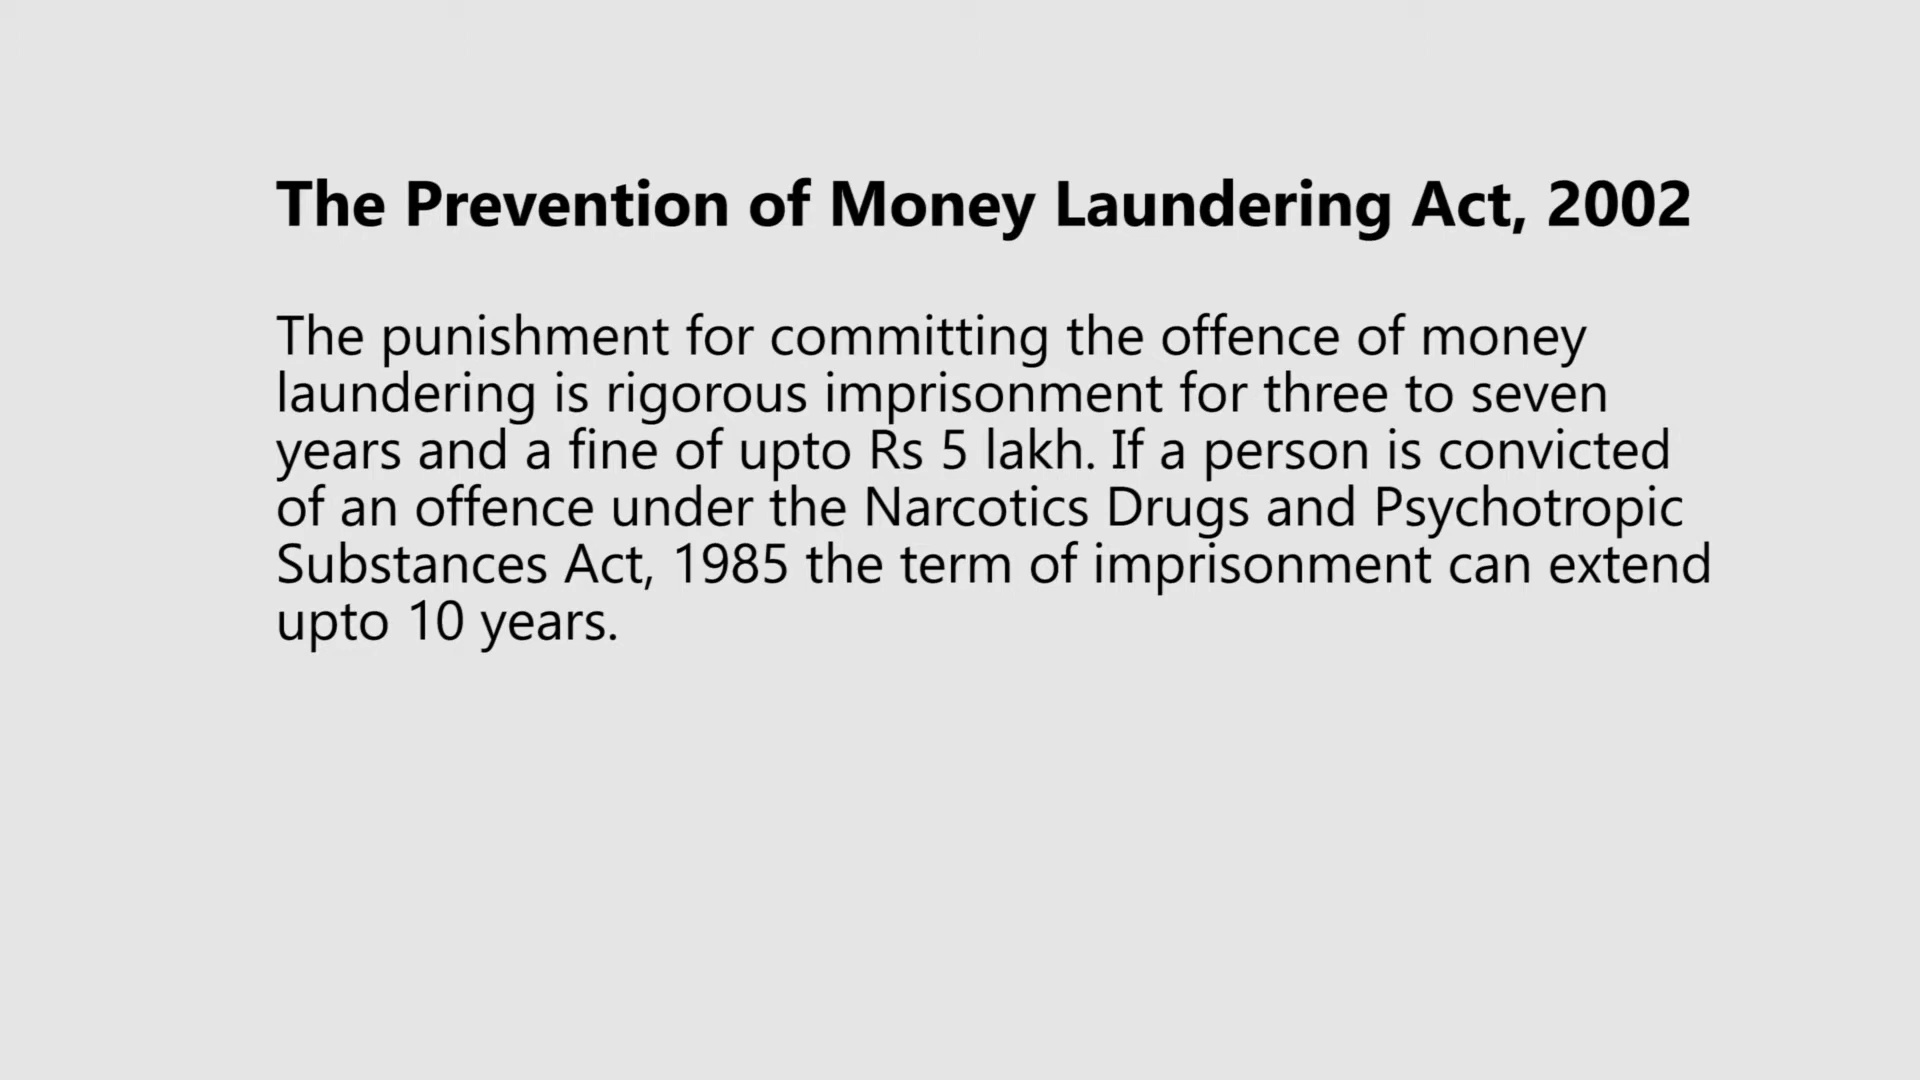 The Prevention of Money Laundering Act, 2002
The punishment for committing the offence of money
laundering is rigorous imprisonment for three to seven
years and a fine of upto Rs 5 lakh. If a person is convicted
of an offence under the Narcotics Drugs and Psychotropic
Substances Act, 1985 the term of imprisonment can extend
upto 10 years.